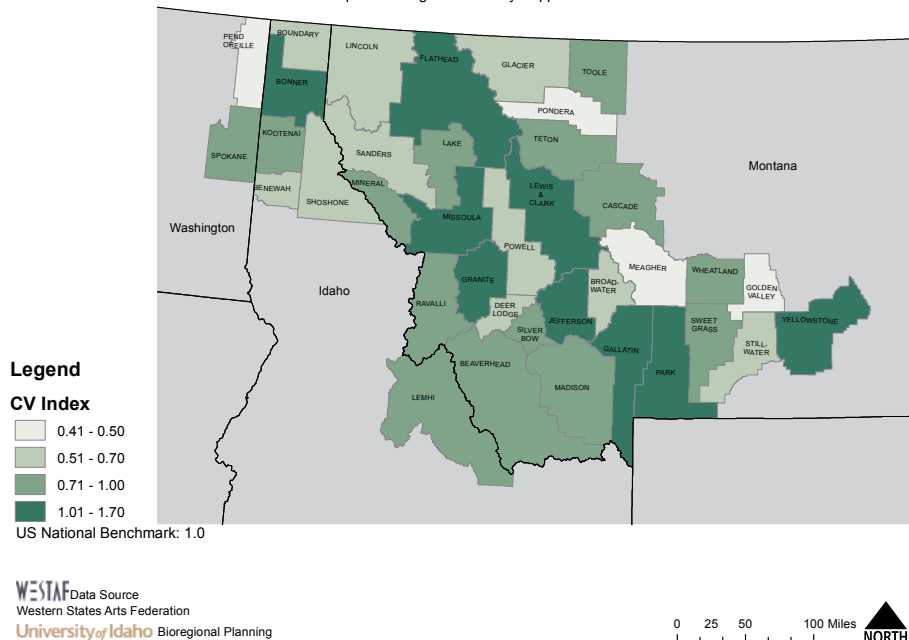 PEND
OREILLE
BOUNDARY
LINCOLN
FLATHEAD
GLACIER
TOOLE
BONNER
PONDERA
KOOTENAI
TETON
SPOKANE
LAKE
SANDERS
Montana
BENEWAH
SHOSHONE
MINERAL
LEWIS
&
CLARK
CASCADE
Washington
MISSOULA
POWELL
Idaho
MEAGHER
WHEATLAND
GRANITE
BROAD-
WATER
GOLDEN
VALLEY
RAVALLI
DEER
LODGE
JEFFERSON
SILVER
BOW
SWEET
GRASS
YELLOWSTONE
GALLATIN
STILL-
WATER
BEAVERHEAD
PARK
MADISON
LEMHI
Legend
CV Index
0.41 - 0.50
0.51 - 0.70
0.71 - 1.00
1.01 - 1.70
US National Benchmark: 1.0
WESTAF Data Source
Western States Arts Federation
University of Idaho Bioregional Planning
0 25 50 100 Miles
NORTH